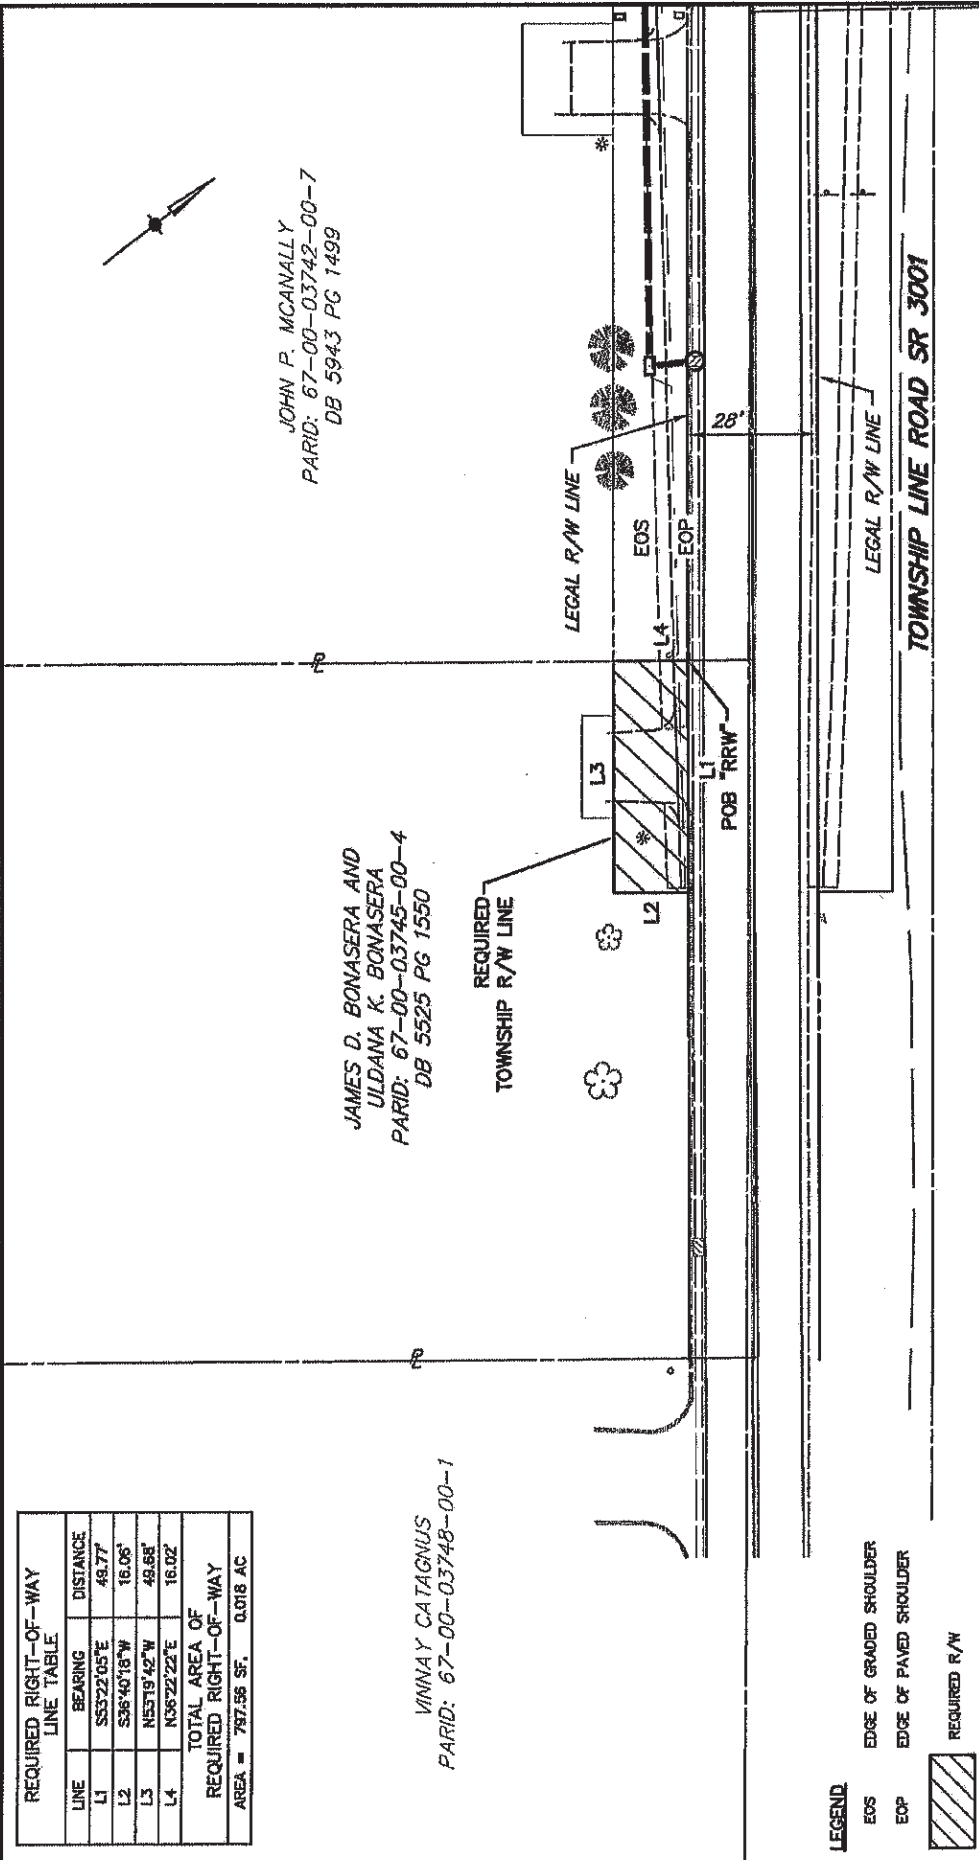 REQUIRED RIGHT-OF-WAY
LINE TABLE
LINE BEARING DISTANCE
L1 S53°22'05"E 49.77'
L2 S36°40'18"W 16.06'
L3 N53°19'42"W 49.68'
L4 N36°22'22"E 16.02'
TOTAL AREA OF
REQUIRED RIGHT-OF-WAY
AREA = 797.56 SF. 0.018 AC
VINNAY CATAGNUS
PARID: 67-00-03748-00-1
JAMES D. BONASERA AND
ULDANA K. BONASERA
PARID: 67-00-03745-00-4
DB 5525 PG 1550
REQUIRED
TOWNSHIP R/W LINE
JOHN P. MCANALLY
PARID: 67-00-03742-00-7
DB 5943 PG 1499
LEGAL R/W LINE
EOS
EOP
28'
L4
L3
L2
L1
POB "RRW"
LEGAL R/W LINE
TOWNSHIP LINE ROAD SR 3001
LEGEND
EOS EDGE OF GRADED SHOULDER
EOP EDGE OF PAVED SHOULDER
REQUIRED R/W